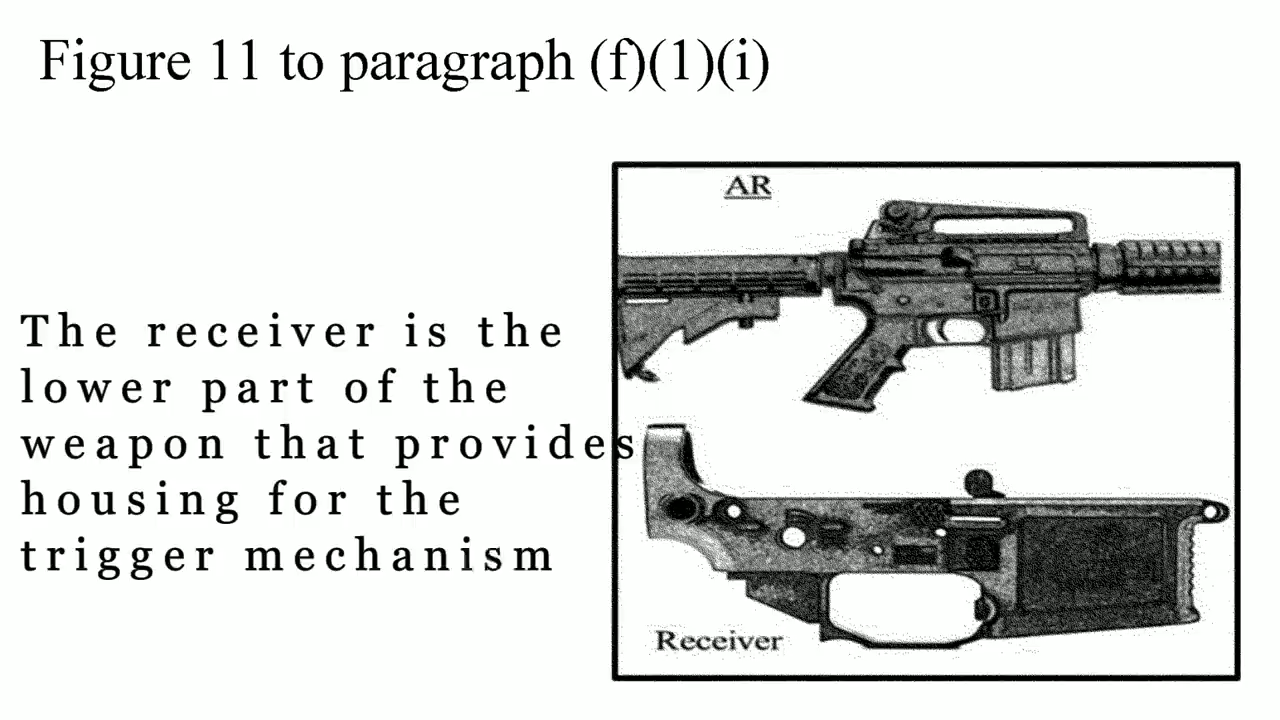 Figure 11 to paragraph (f)(1)(i)
AR
The receiver is the
lower part of the
weapon that provides
housing for the
trigger mechanism
Receiver